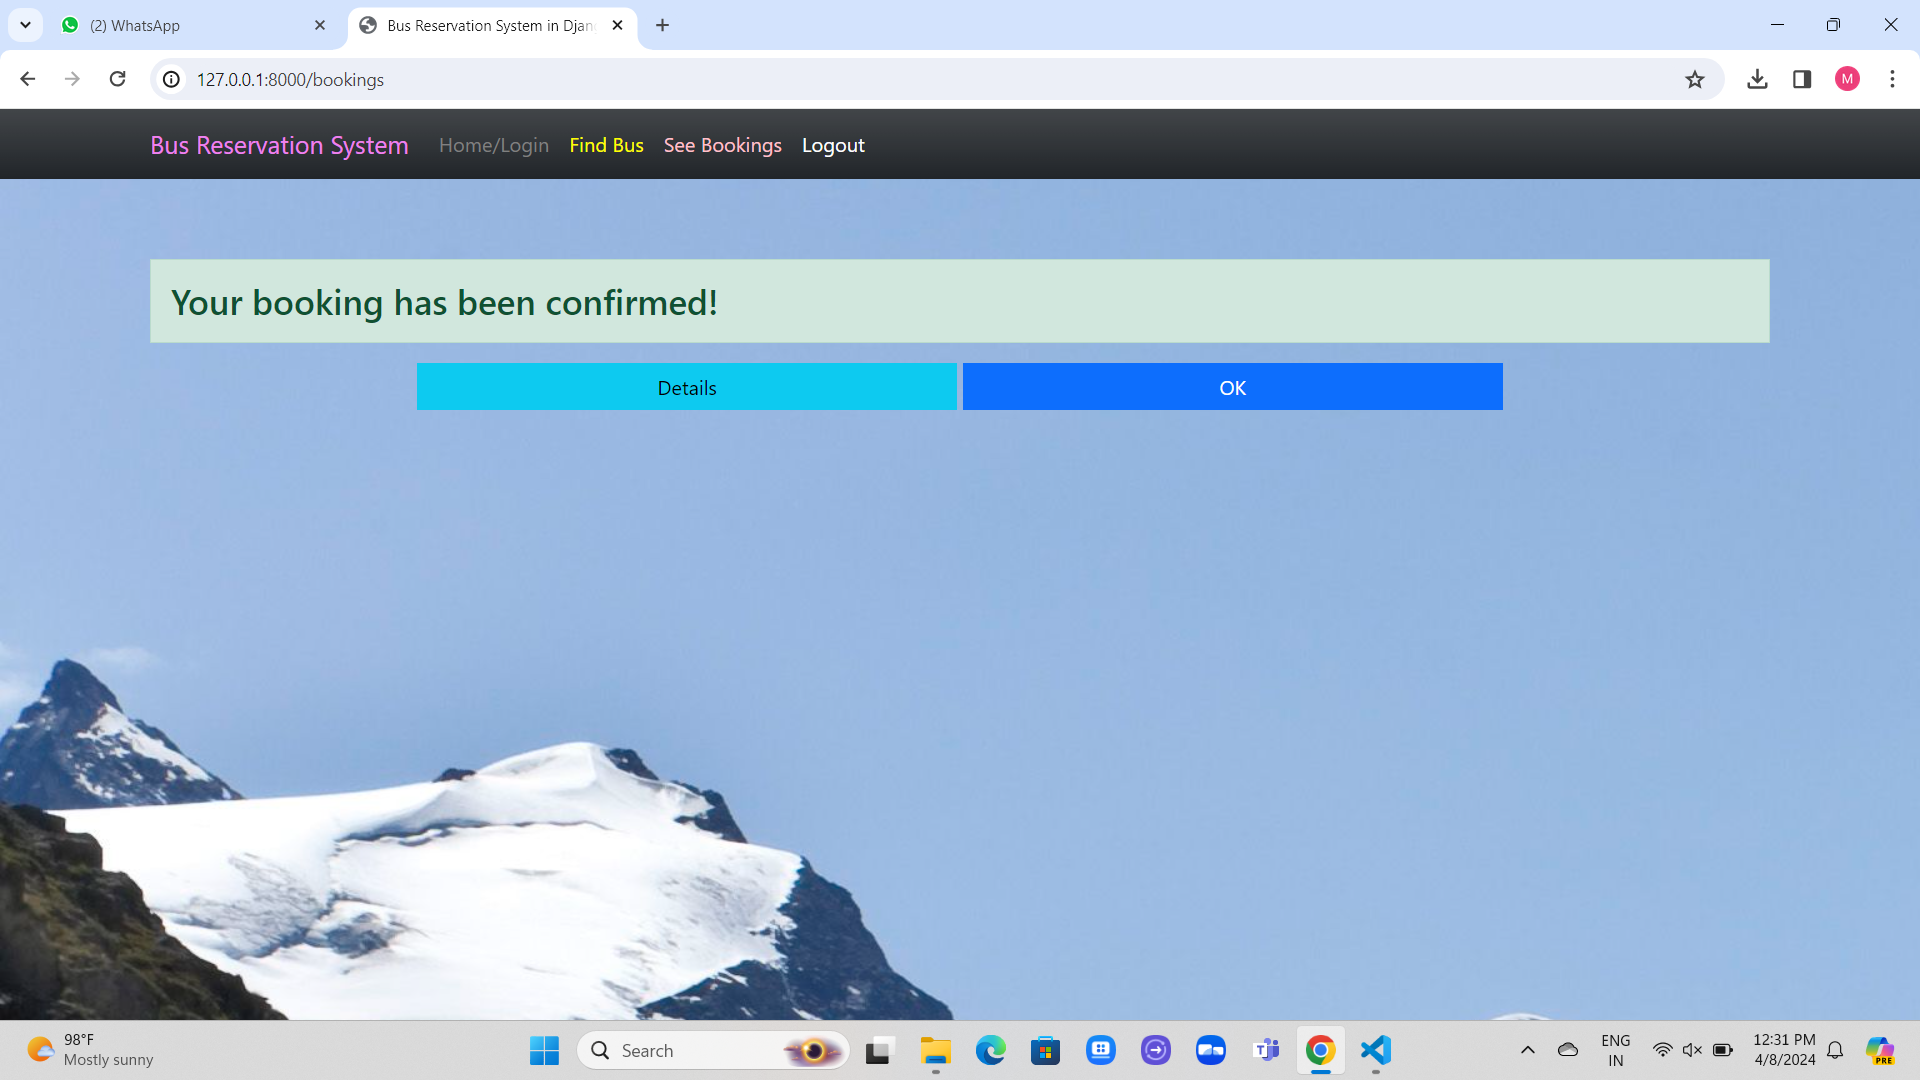 (2) WhatsApp
Bus Reservation System in Djan
127.0.0.1:8000/bookings
M
Bus Reservation System Home/Login Find Bus See Bookings Logout
Your booking has been confirmed!
Details OK
98°F
Mostly sunny
Search
ENG
IN
12:31 PM
4/8/2024
PRE